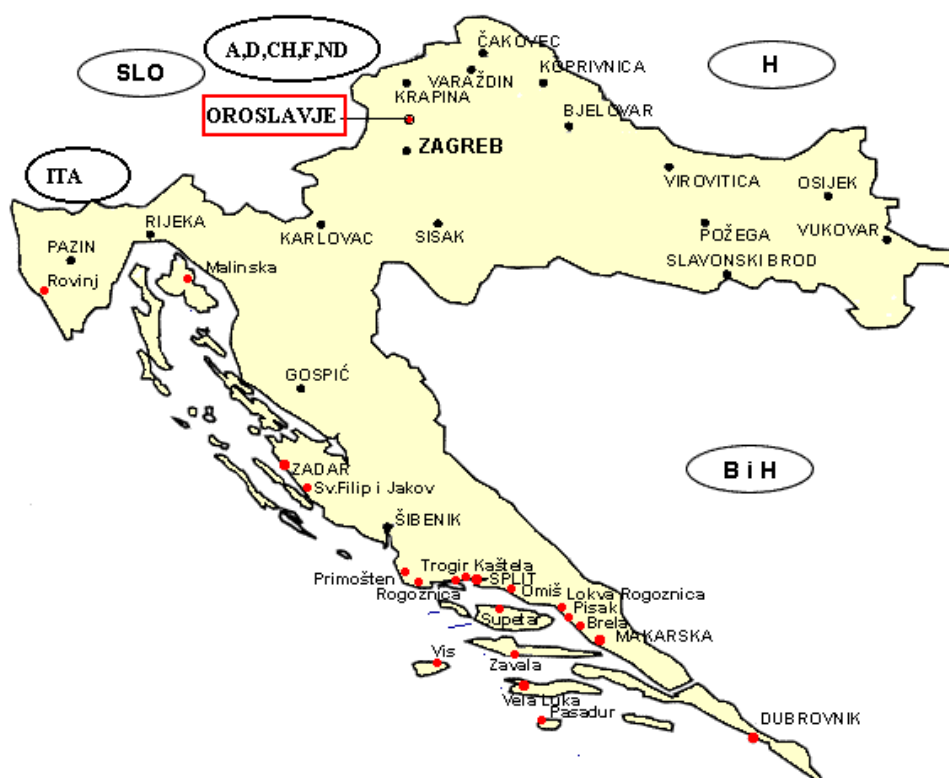 A,D,CH,F,ND
ČAKOVEC
SLO
H
VARAŽDIN
KOPRIVNICA
KRAPINA
OROSLAVJE
BJELOVAR
ZAGREB
ITA
VIROVITICA
OSIJEK
RIJEKA
KARLOVAC
SISAK
POŽEGA
VUKOVAR
PAZIN
SLAVONSKI BROD
Malinska
Rovinj
GOSPIĆ
ZADAR
B i H
Sv.Filip i Jakov
ŠIBENIK
Trogir Kaštela
Primošten
SPLIT
Rogoznica
Omiš
Lokva Rogoznica
Pisak
Supetar
Brela
MAKARSKA
Vis
Zavala
Vela Luka
Pasadur
DUBROVNIK